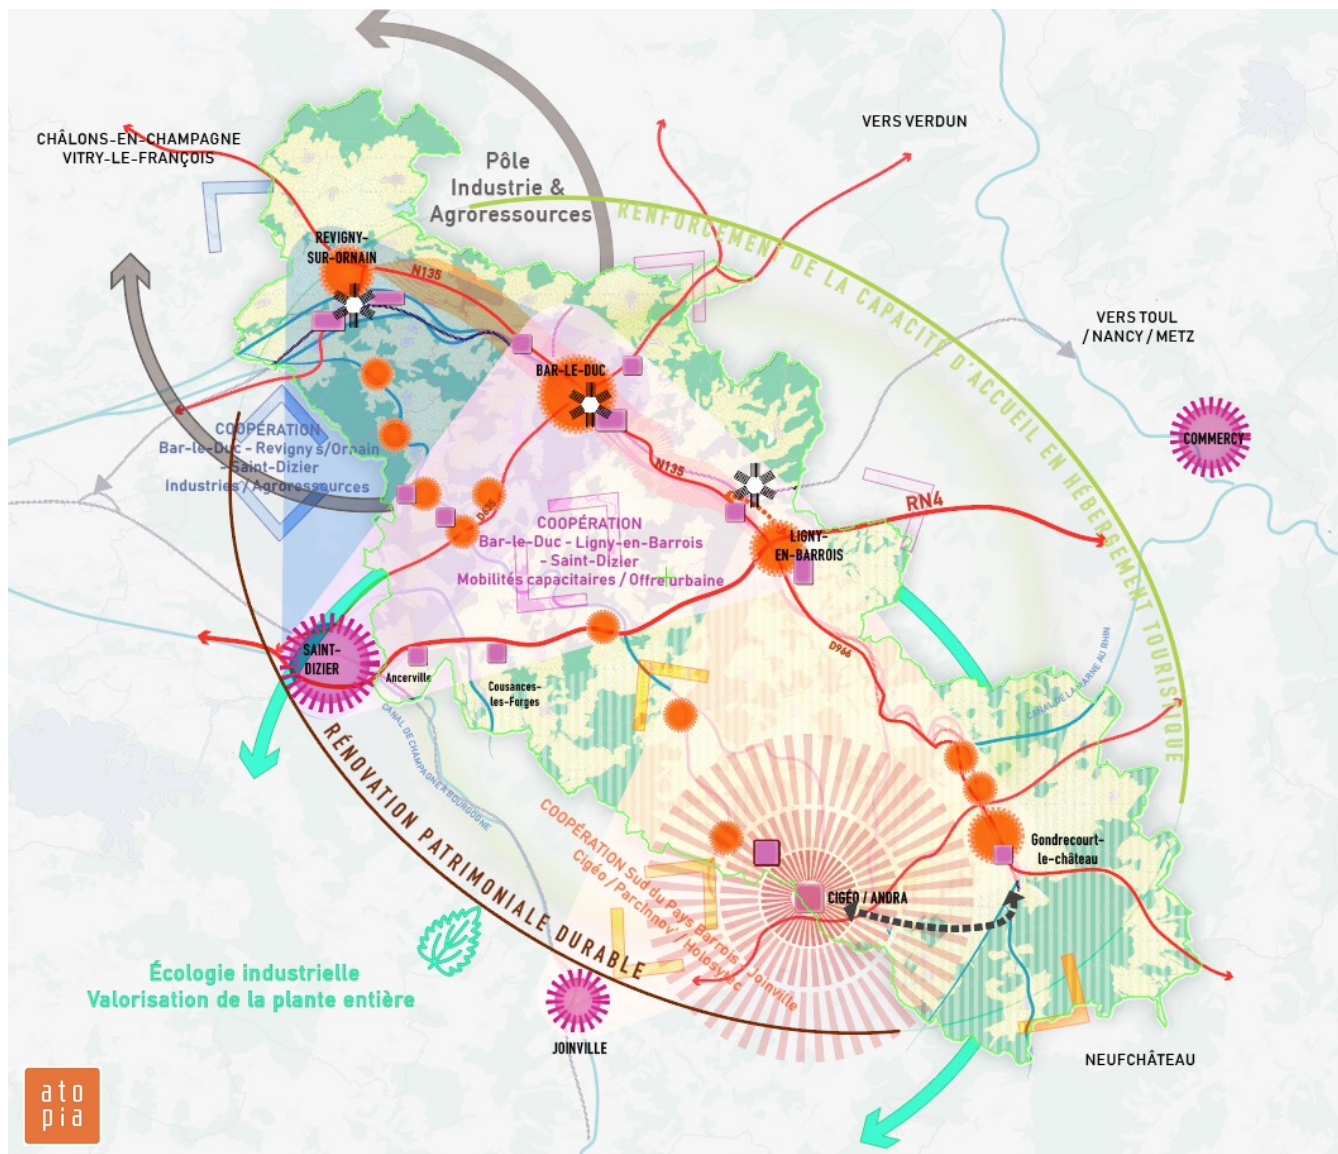 CHÂLONS-EN-CHAMPAGNE
VITRY-LE-FRANÇOIS
VERS VERDUN
Pôle
Industrie &
Agroressources
RENFORCEMENT DE LA CAPACITÉ D'ACCUEIL EN HÉBERGEMENT TOURISTIQUE
REVIGNY-
SUR-ORNAIN
N135
VERS TOUL
/ NANCY / METZ
BAR-LE-DUC
COMMERCY
COOPÉRATION
Bar-le-Duc - Revigny s/Ornain
- Saint-Dizier
Industries / Agroressources
N135
RN4
COOPÉRATION
Bar-le-Duc - Ligny-en-Barrois
- Saint-Dizier
Mobilités capacitaires / Offre urbaine
LIGNY-
EN-BARROIS
SAINT-
DIZIER
Ancerville
Cousances-
les-Forges
D966
CANAL DE LA MARNE AU RHIN
CANAL DE CHAMPAGNE À BOURGOGNE
RÉNOVATION PATRIMONIALE DURABLE
COOPÉRATION Sud du Pays Barrois / Joinville
Cigéo / Parcinnov' / Holosytec
Gondrecourt-
le-château
CIGÉO / ANDRA
Écologie industrielle
Valorisation de la plante entière
JOINVILLE
NEUFCHÂTEAU
ato
pia